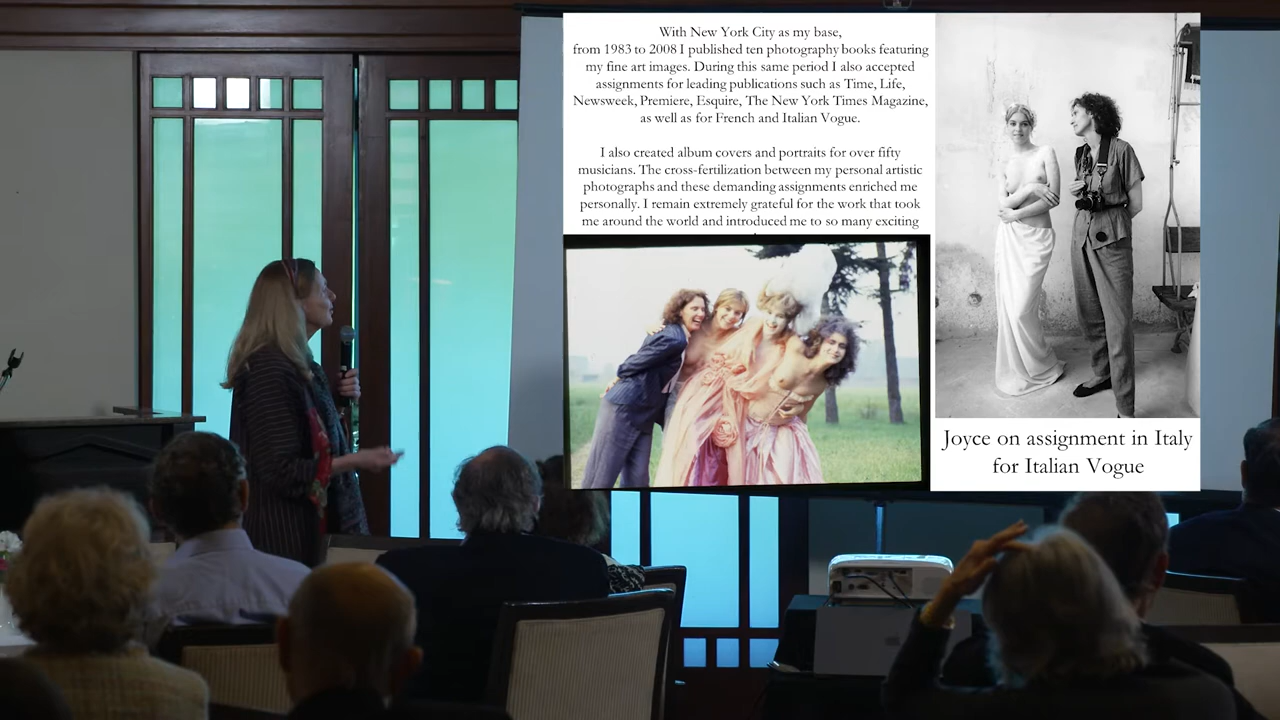 With New York City as my base,
from 1983 to 2008 I published ten photography books featuring
my fine art images. During this same period I also accepted
assignments for leading publications such as Time, Life,
Newsweek, Premiere, Esquire, The New York Times Magazine,
as well as for French and Italian Vogue.
I also created album covers and portraits for over fifty
musicians. The cross-fertilization between my personal artistic
photographs and these demanding assignments enriched me
personally. I remain extremely grateful for the work that took
me around the world and introduced me to so many exciting
Joyce on assignment in Italy
for Italian Vogue